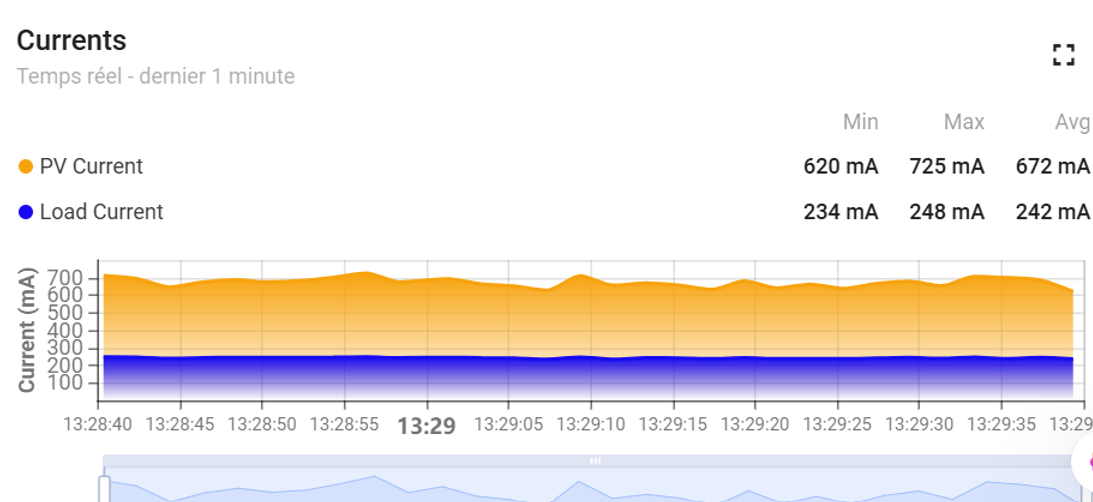 Currents
Temps réel - dernier 1 minute
Min Max Avg
PV Current 620 mA 725 mA 672 mA
Load Current 234 mA 248 mA 242 mA
Current (mA)
700
600
500
400
300
200
100
13:28:40 13:28:45 13:28:50 13:28:55 13:29 13:29:05 13:29:10 13:29:15 13:29:20 13:29:25 13:29:30 13:29:35 13:29